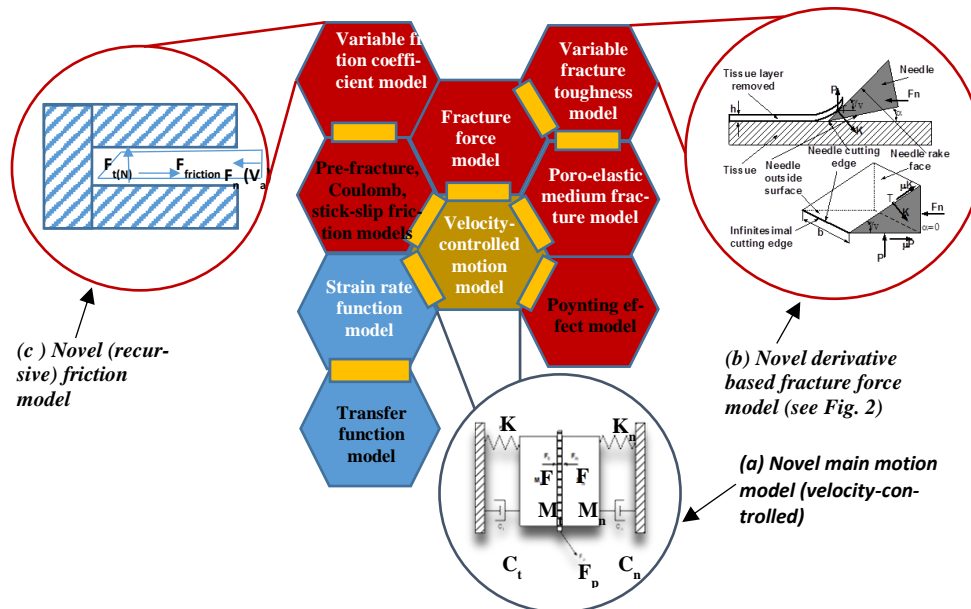 Variable fi
tion coeffi-
cient model
Variable
fracture
toughness
model
Fracture
force
model
Pre-fracture,
Coulomb,
stick-slip fric-
tion models
Poro-elastic
medium frac-
ture model
Velocity-
controlled
motion
model
Strain rate
function
model
Poynting ef-
fect model
Transfer
function
model
F
t(N)
F
friction
F
n
(V
a
)
(c ) Novel (recur-
sive) friction
model
Tissue layer
removed
Needle
Fn
h
P
γv
α
K
Tissue
Needle
outside
surface
Needle cutting
edge
Needle rake
face
Infinitesimal
cutting edge
b
T
K
γv
Fn
α=0
P
(b) Novel derivative
based fracture force
model (see Fig. 2)
K
K
n
F
F
M
M
n
C
t
F
p
C
n
(a) Novel main motion
model (velocity-con-
trolled)